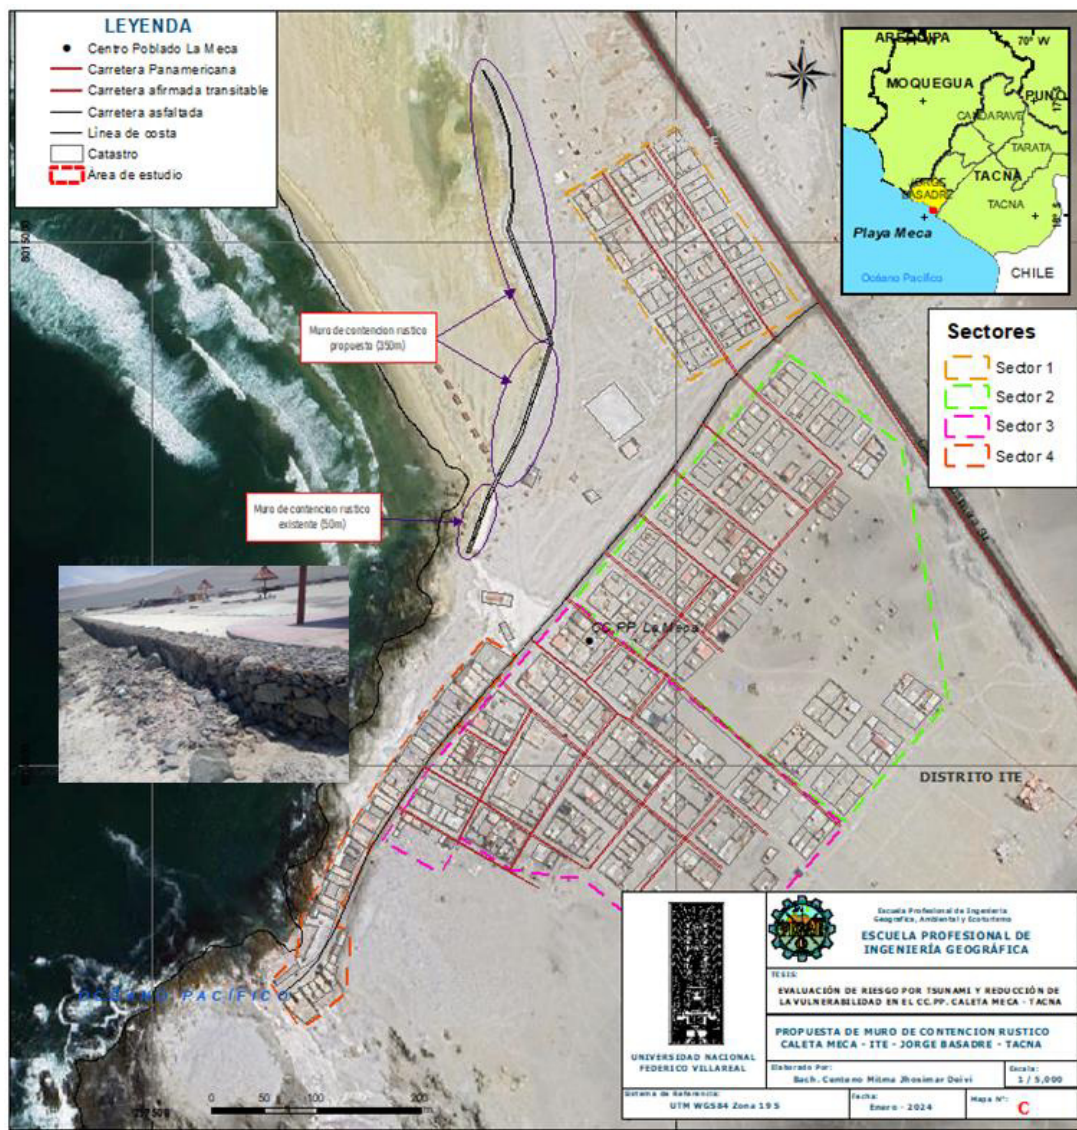 LEYENDA
Centro Poblado La Meca
Carretera Panamericana
Carretera afirmada transitable
Carretera asfaltada
Línea de costa
Catastro
Área de estudio
AREQUIPA
70° W
MOQUEGUA
PUNO
CANDARAVE
TARATA
TACNA
JORGE
BASADRE
TACNA
18° S
Playa Meca
Océano Pacífico
CHILE
8015000
Muro de contencion rustico
propuesto (350m)
Sectores
Sector 1
Sector 2
Sector 3
Sector 4
Muro de contencion rustico
existente (50m)
CC.PP. La Meca
DISTRITO ITE
OCÉANO PACÍFICO
0 50 100 200
m
UNIVERSIDAD NACIONAL
FEDERICO VILLAREAL
Escuela Profesional de Ingeniería
Geografica, Ambiental y Ecoturismo
ESCUELA PROFESIONAL DE
INGENIERÍA GEOGRÁFICA
TESIS:
EVALUACIÓN DE RIESGO POR TSUNAMI Y REDUCCIÓN DE
LA VULNERABILIDAD EN EL CC.PP. CALETA MECA - TACNA
PROPUESTA DE MURO DE CONTENCION RUSTICO
CALETA MECA - ITE - JORGE BASADRE - TACNA
Elaborado Por:
Bach. Centeno Mitma Jhosimar Deivi
Escala:
1 / 5,000
Sistema de Referencia:
UTM WGS84 Zona 19 S
Fecha:
Enero - 2024
Mapa N°:
C